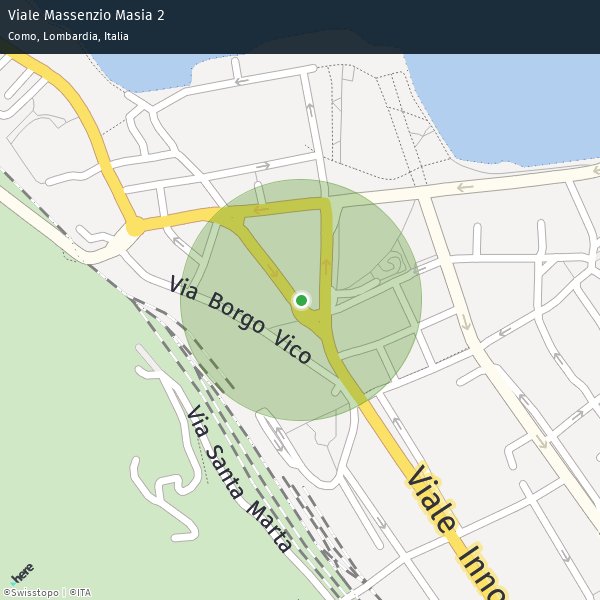 Viale Massenzio Masia 2
Como, Lombardia, Italia
Via Borgo Vico
Via Santa Marta
Viale Inno
here
©Swisstopo | ©ITA